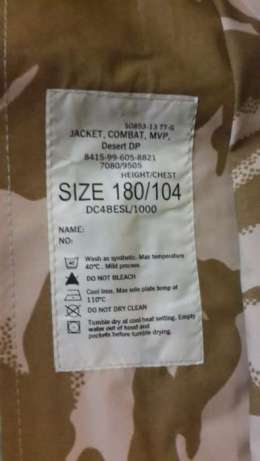 JACKET, COMBAT, MVP,
Desert DP
8415-99-605-8821
7080/9505
HEIGHT/CHEST
SIZE 180/104
DC4BESL/1000
NAME:
NO:
Wash as synthetic. Max temperature
40°C. Mild process.
DO NOT BLEACH
Cool iron. Max sole plate temp of
110°C
DO NOT DRY CLEAN
Tumble dry at cool heat setting. Empty
water out of hood and
pockets before tumble drying.